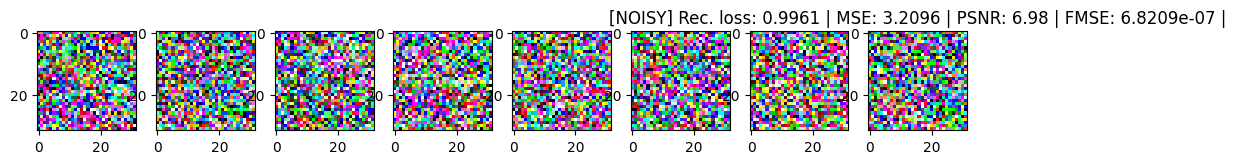 [NOISY] Rec. loss: 0.9961 | MSE: 3.2096 | PSNR: 6.98 | FMSE: 6.8209e-07 |
0 0 0 0 0 0 0 0
20 20 20 20 20 20 20 20
0 20 0 20 0 20 0 20 0 20 0 20 0 20 0 20